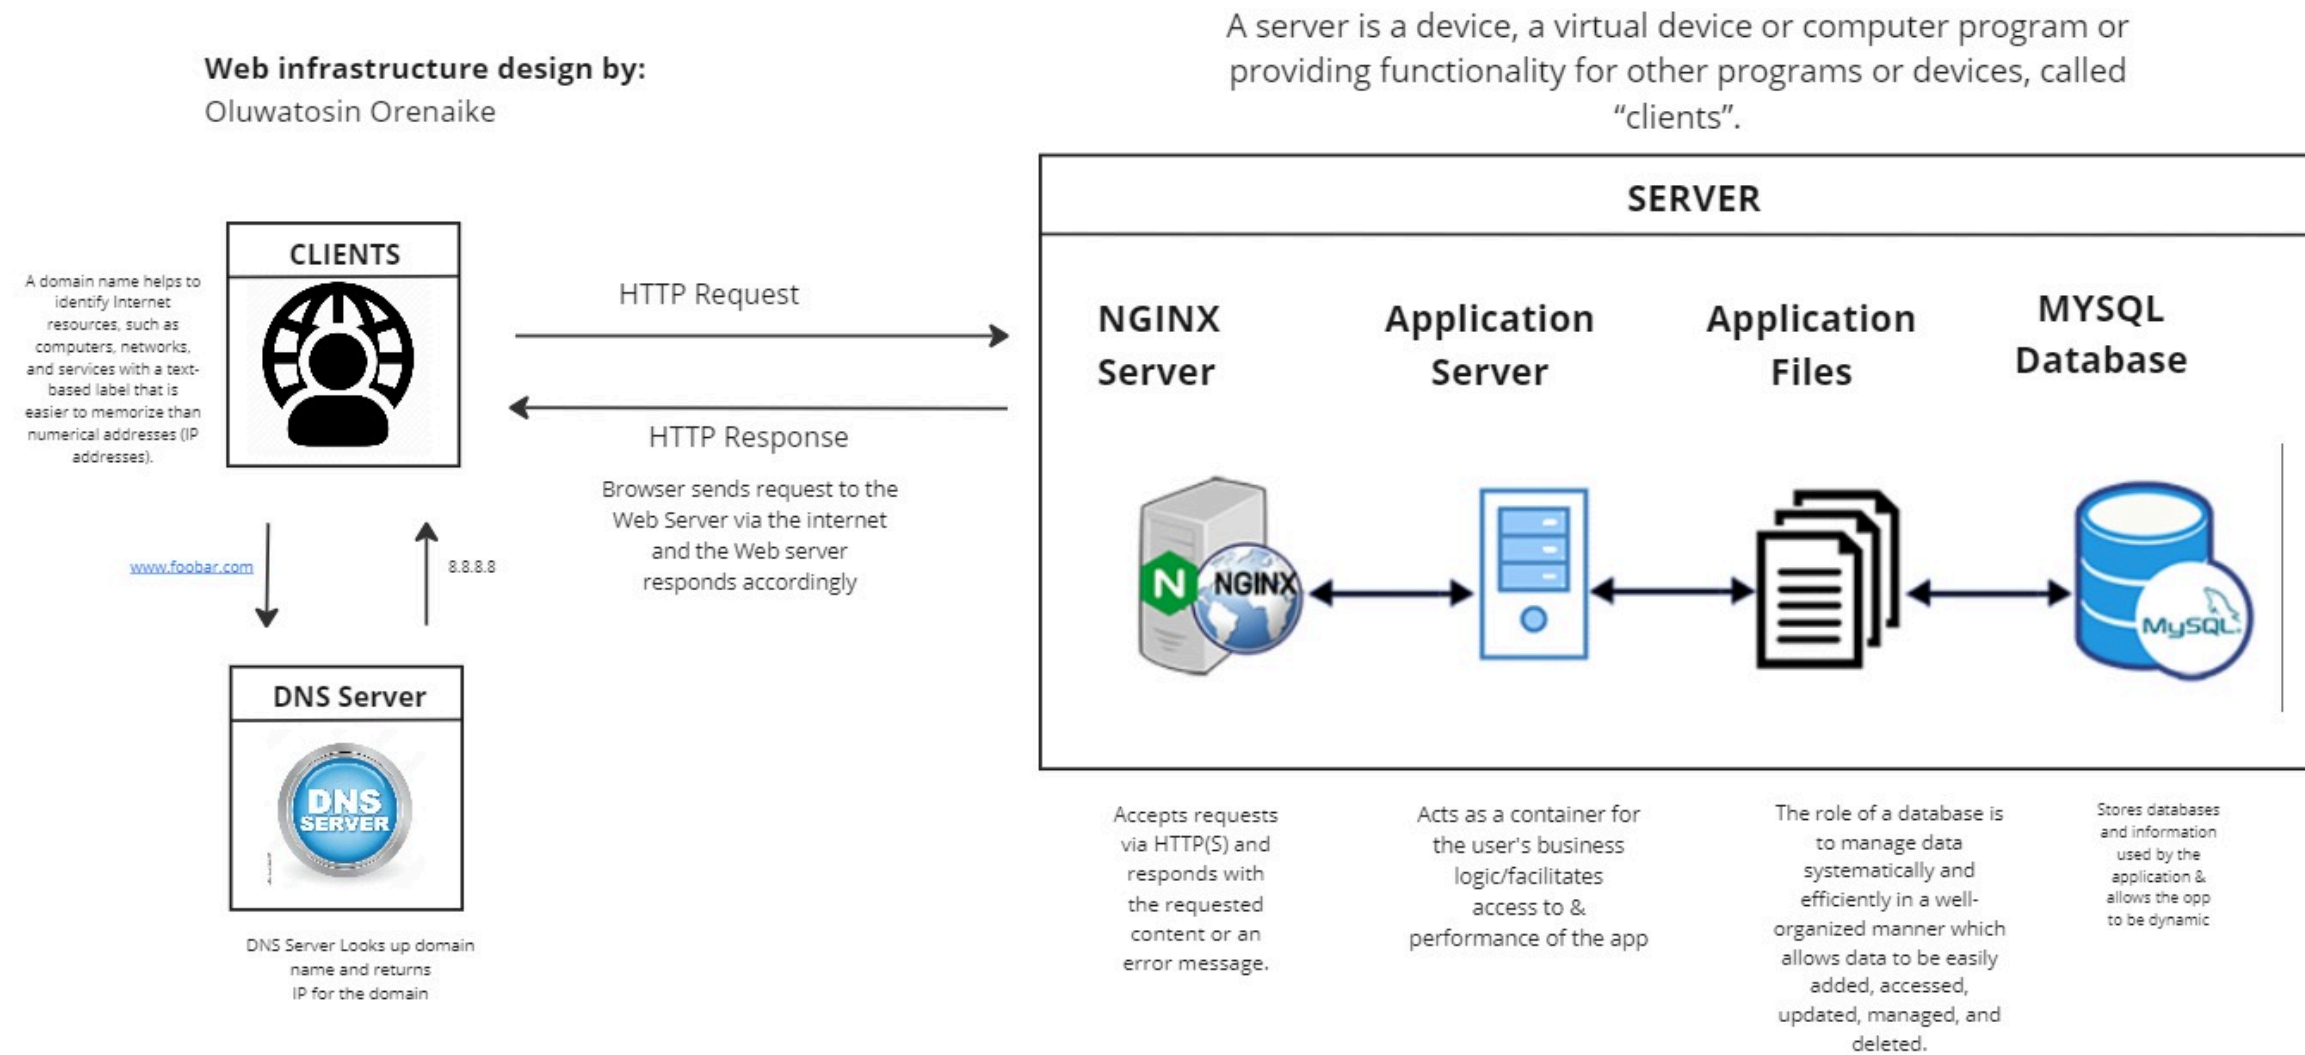 Web infrastructure design by:
Oluwatosin Orenaike
A server is a device, a virtual device or computer program or
providing functionality for other programs or devices, called
“clients”.
CLIENTS
A domain name helps to
identify Internet
resources, such as
computers, networks,
and services with a text-
based label that is
easier to memorize than
numerical addresses (IP
addresses).
www.foobar.com
8.8.8.8
DNS Server
DNS
SERVER
DNS Server Looks up domain
name and returns
IP for the domain
HTTP Request
HTTP Response
Browser sends request to the
Web Server via the internet
and the Web server
responds accordingly
SERVER
NGINX
Server
Application
Server
Application
Files
MYSQL
Database
N
NGINX
MySQL
Accepts requests
via HTTP(S) and
responds with
the requested
content or an
error message.
Acts as a container for
the user's business
logic/facilitates
access to &
performance of the app
The role of a database is
to manage data
systematically and
efficiently in a well-
organized manner which
allows data to be easily
added, accessed,
updated, managed, and
deleted.
Stores databases
and information
used by the
application &
allows the opp
to be dynamic